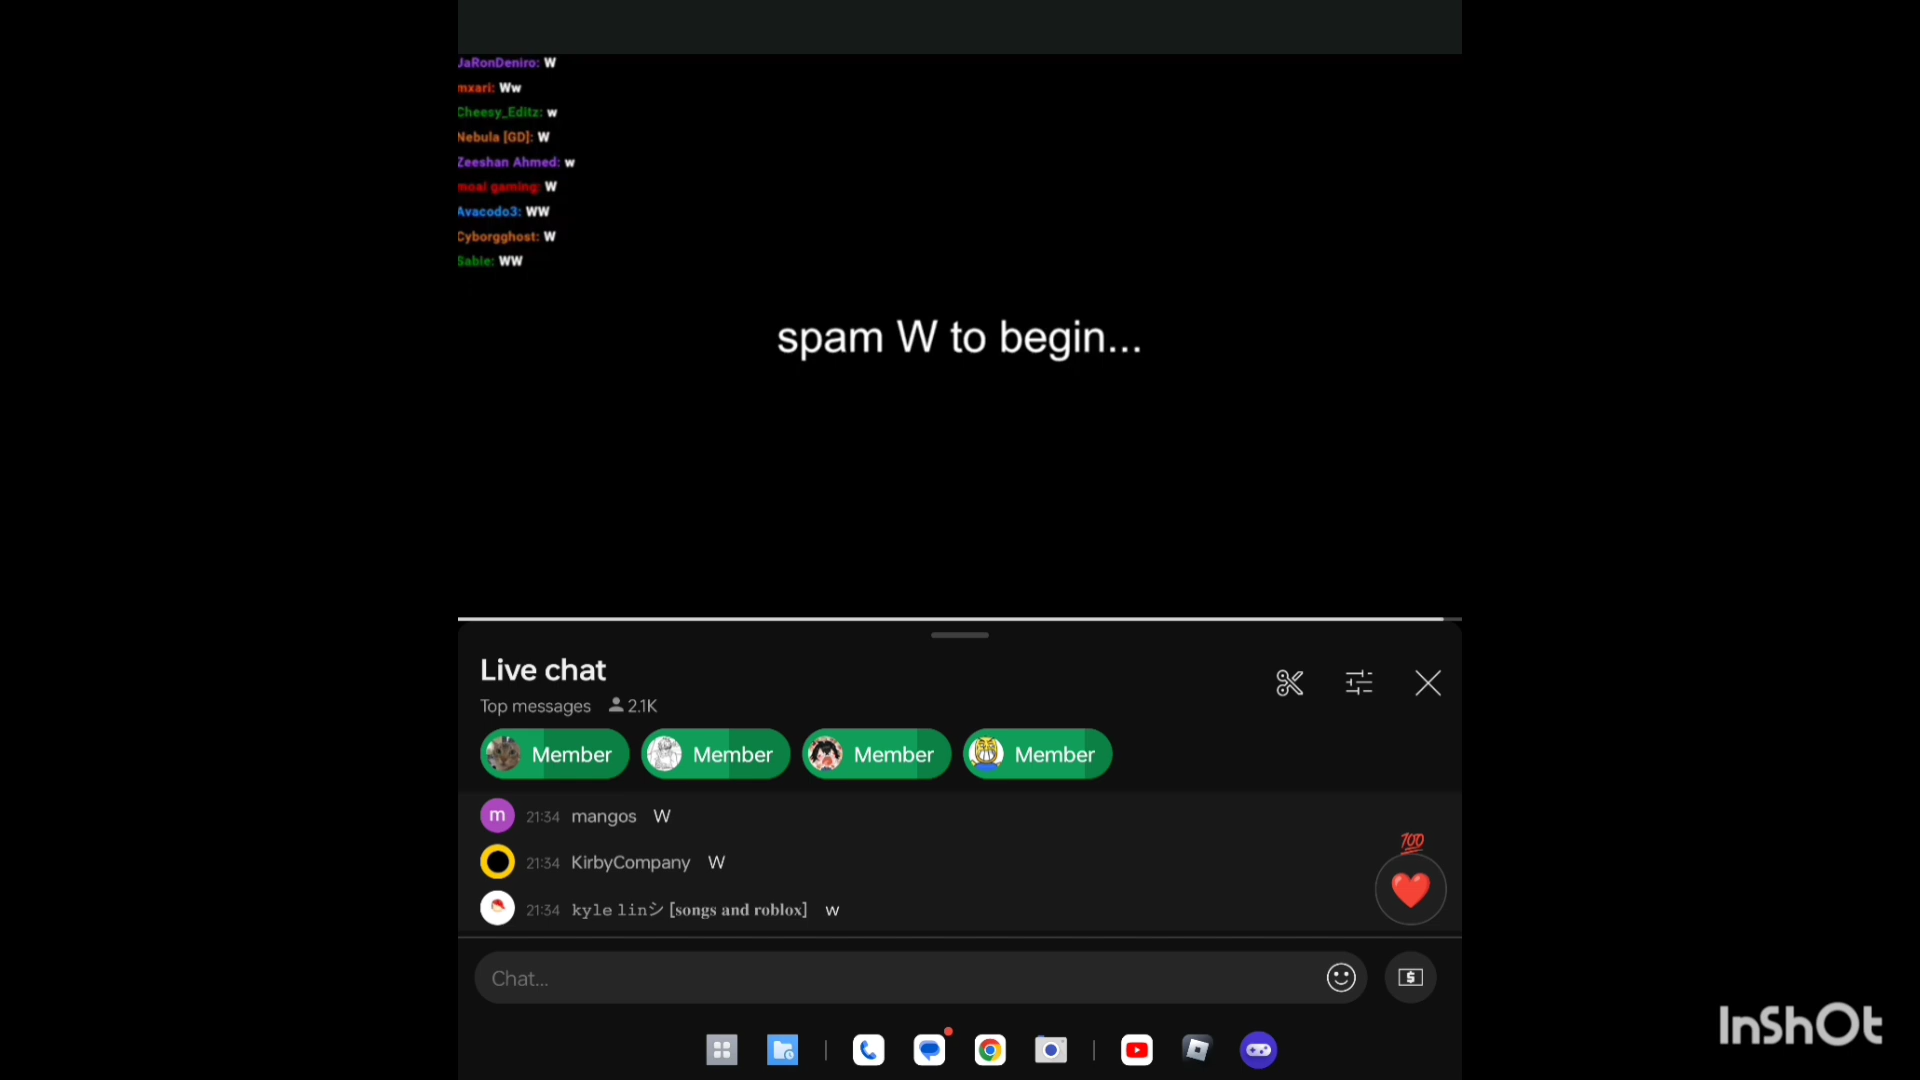 JaRonDeniro: W
mxari: Ww
Cheesy_Editz: w
Nebula [GD]: W
Zeeshan Ahmed: w
moai gaming: W
Avacodo3: WW
Cyborgghost: W
Sable: WW
spam W to begin...
Live chat
Top messages 2.1K
Member Member Member Member
m 21:34 mangos W
100
21:34 KirbyCompany W
21:34 kyle linシ [songs and roblox] w
Chat...
InShOt